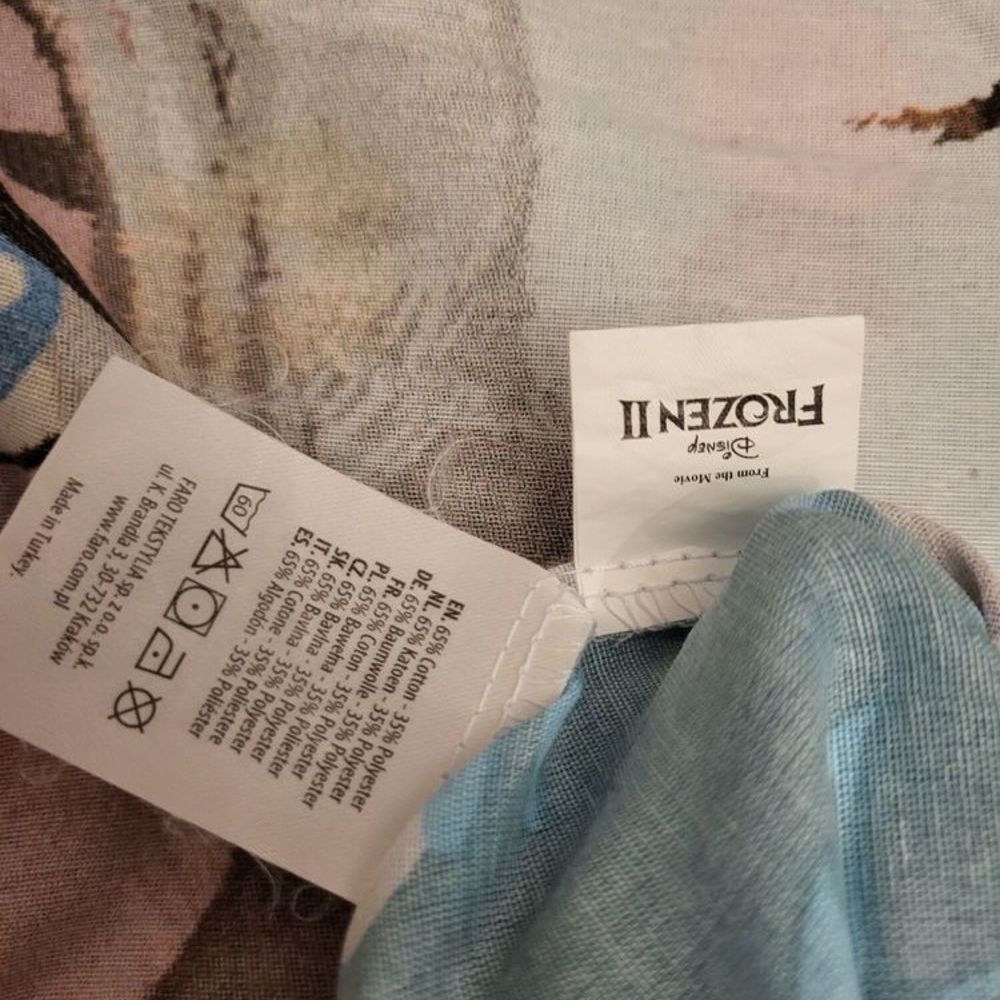 EN. 65% Cotton - 35% Polyester
NL. 65% Katoen - 35% Polyester
DE. 65% Baumwolle - 35% Polyester
FR. 65% Coton - 35% Polyester
PL. 65% Bawełna - 35% Poliester
CZ. 65% Bavlna - 35% Polyester
SK. 65% Bavlna - 35% Polyester
IT. 65% Cotone - 35% Poliestere
ES. 65% Algodón - 35% Poliéster
60
FARO TEKSTYLIA sp. z o.o. sp.k.
ul. K. Brandla 3, 30-732 Krakow
www.faro.com.pl
Made in Turkey.
From the Movie
Disney
FROZEN II